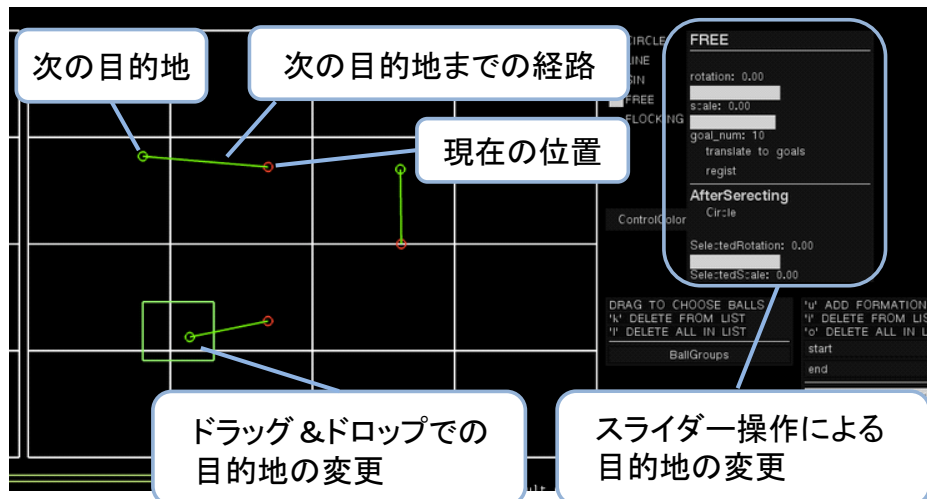 次の目的地
次の目的地までの経路
現在の位置
CIRCLE
LINE
SIN
FREE
FLOCKING
ControlColor
FREE
rotation: 0.00
scale: 0.00
goal_num: 10
translate to goals
regist
AfterSerecting
Circle
SelectedRotation: 0.00
SelectedScale: 0.00
DRAG TO CHOOSE BALLS
'k' DELETE FROM LIST
'l' DELETE ALL IN LIST
BallGroups
'u' ADD FORMATION
'i' DELETE FROM LIS
'o' DELETE ALL IN L
start
end
ドラッグ&ドロップでの
目的地の変更
スライダー操作による
目的地の変更